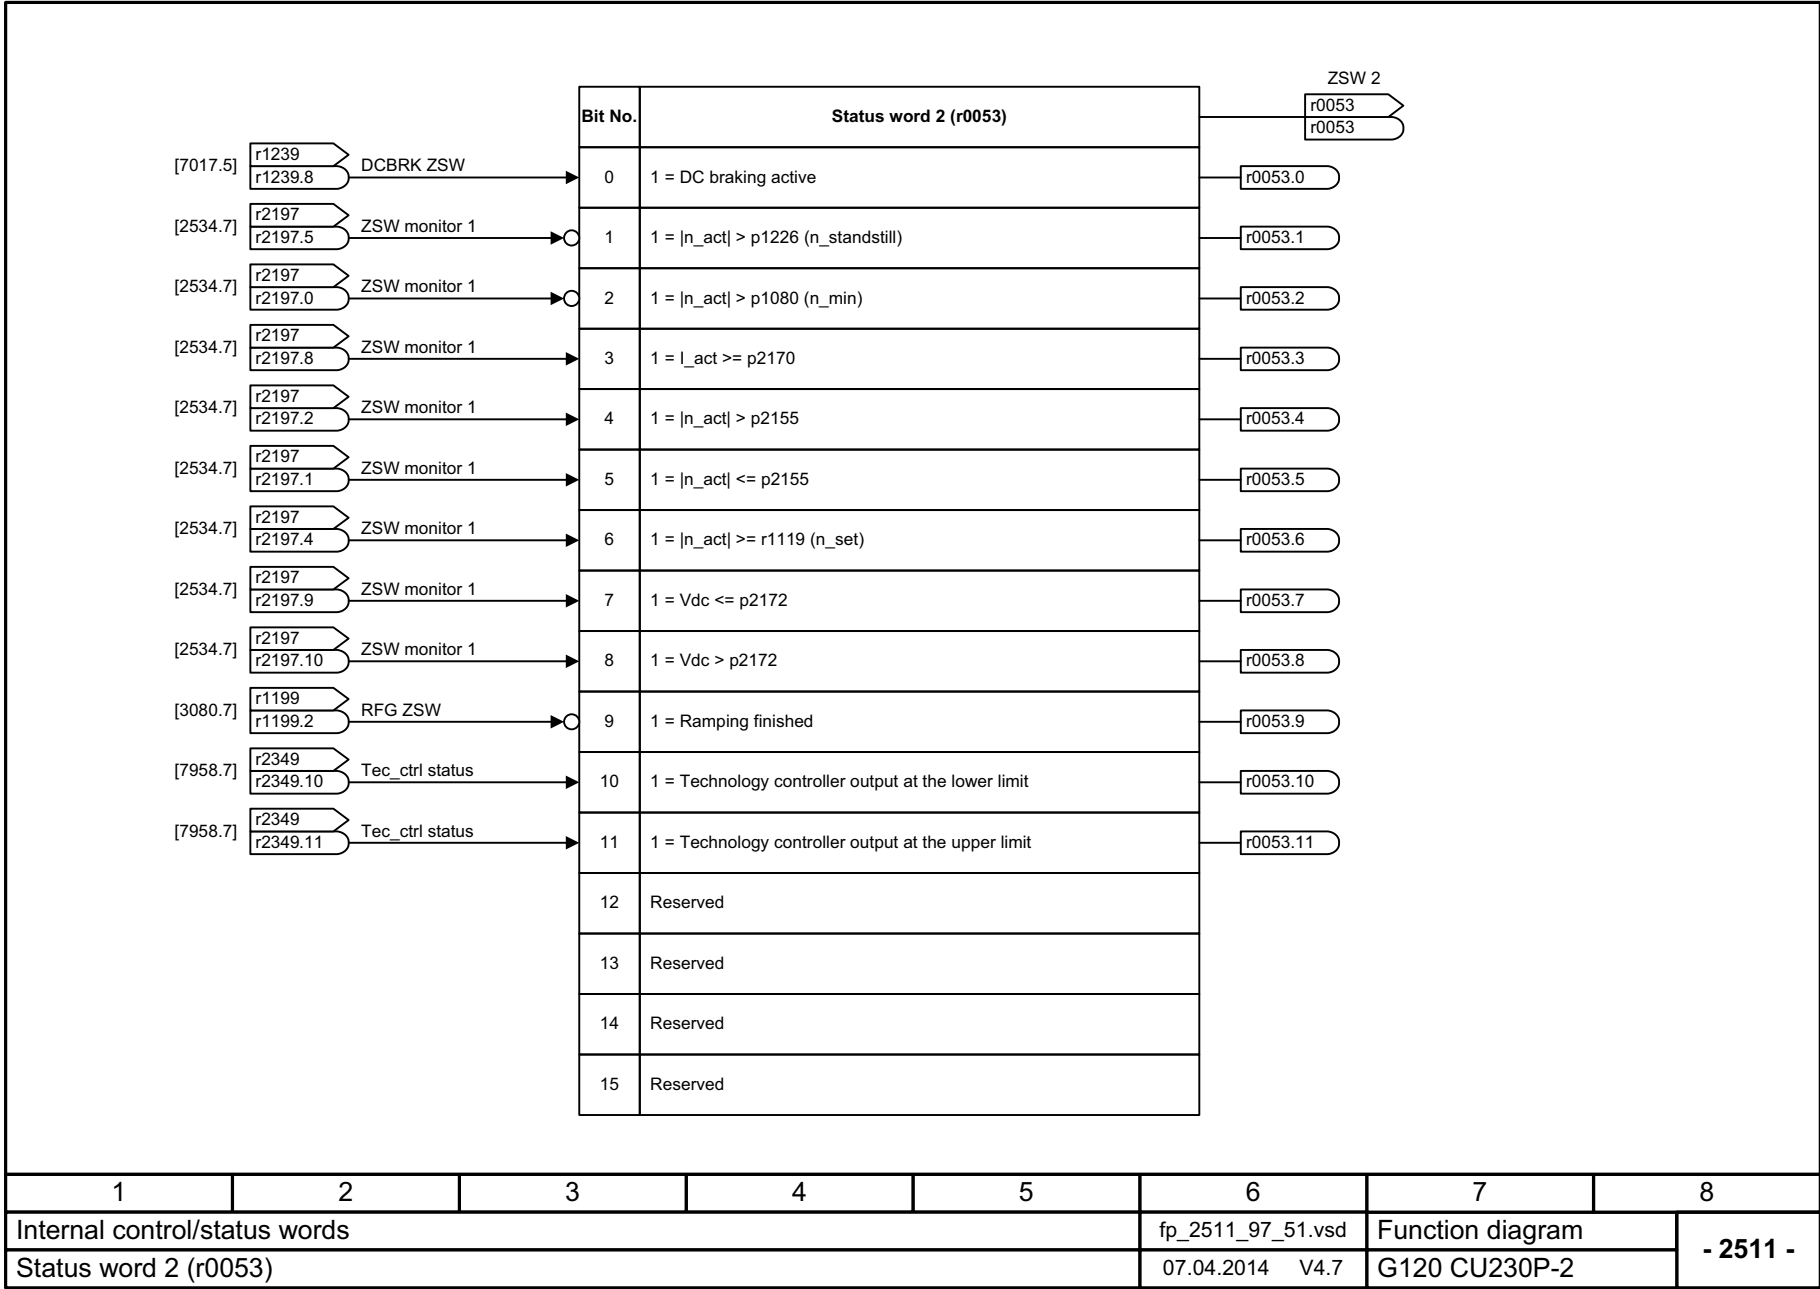 ZSW 2
Bit No. Status word 2 (r0053) r0053
r0053
[7017.5] r1239 DCBRK ZSW
r1239.8 0 1 = DC braking active r0053.0
[2534.7] r2197 ZSW monitor 1
r2197.5 1 1 = |n_act| > p1226 (n_standstill) r0053.1
[2534.7] r2197 ZSW monitor 1
r2197.0 2 1 = |n_act| > p1080 (n_min) r0053.2
[2534.7] r2197 ZSW monitor 1
r2197.8 3 1 = I_act >= p2170 r0053.3
[2534.7] r2197 ZSW monitor 1
r2197.2 4 1 = |n_act| > p2155 r0053.4
[2534.7] r2197 ZSW monitor 1
r2197.1 5 1 = |n_act| <= p2155 r0053.5
[2534.7] r2197 ZSW monitor 1
r2197.4 6 1 = |n_act| >= r1119 (n_set) r0053.6
[2534.7] r2197 ZSW monitor 1
r2197.9 7 1 = Vdc <= p2172 r0053.7
[2534.7] r2197 ZSW monitor 1
r2197.10 8 1 = Vdc > p2172 r0053.8
[3080.7] r1199 RFG ZSW
r1199.2 9 1 = Ramping finished r0053.9
[7958.7] r2349 Tec_ctrl status
r2349.10 10 1 = Technology controller output at the lower limit r0053.10
[7958.7] r2349 Tec_ctrl status
r2349.11 11 1 = Technology controller output at the upper limit r0053.11
12 Reserved
13 Reserved
14 Reserved
15 Reserved
1 2 3 4 5 6 7 8
Internal control/status words fp_2511_97_51.vsd Function diagram - 2511 -
Status word 2 (r0053) 07.04.2014 V4.7 G120 CU230P-2